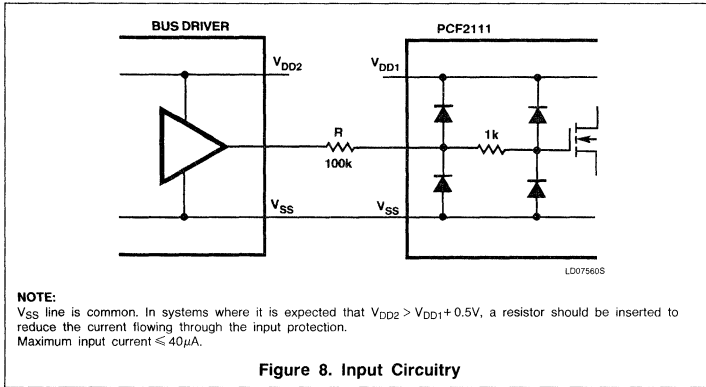 BUS DRIVER
PCF2111
VDD2
VDD1
R
100k
1k
VSS
VSS
LD07560S
NOTE:
VSS line is common. In systems where it is expected that VDD2 > VDD1 + 0.5V, a resistor should be inserted to
reduce the current flowing through the input protection.
Maximum input current ⩽ 40μA.
Figure 8. Input Circuitry